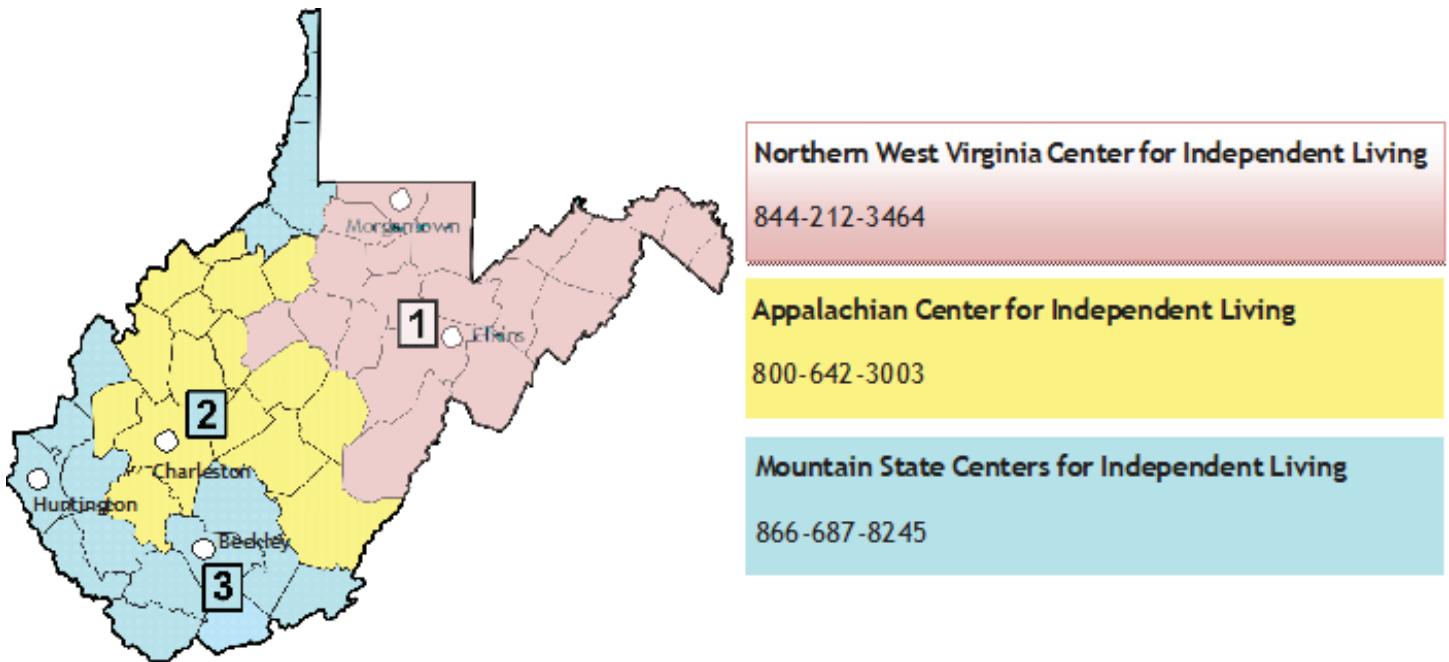 Morgantown
1
Elkins
2
Charleston
Huntington
Beckley
3
Northern West Virginia Center for Independent Living
844-212-3464
Appalachian Center for Independent Living
800-642-3003
Mountain State Centers for Independent Living
866-687-8245